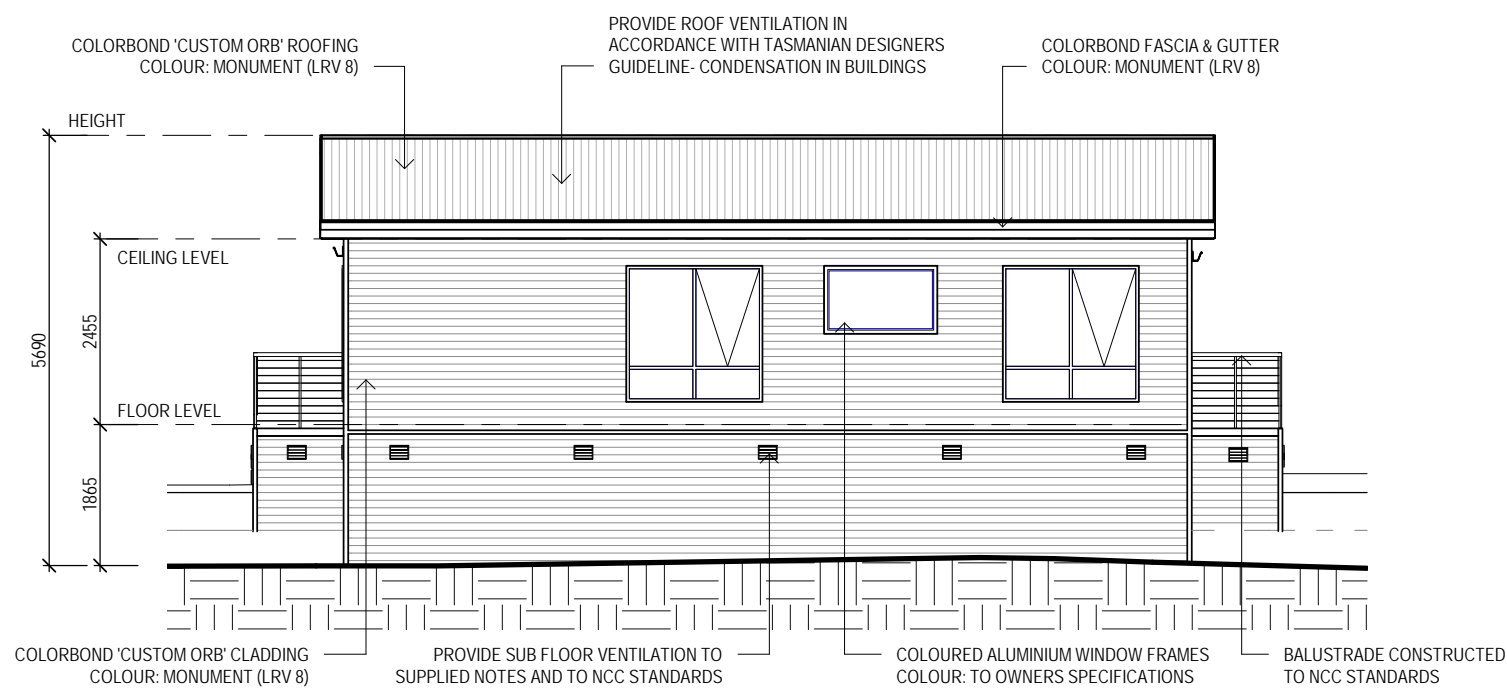 COLORBOND 'CUSTOM ORB' ROOFING
COLOUR: MONUMENT (LRV 8)
PROVIDE ROOF VENTILATION IN
ACCORDANCE WITH TASMANIAN DESIGNERS
GUIDELINE- CONDENSATION IN BUILDINGS
COLORBOND FASCIA & GUTTER
COLOUR: MONUMENT (LRV 8)
HEIGHT
CEILING LEVEL
2455
5690
FLOOR LEVEL
1865
COLORBOND 'CUSTOM ORB' CLADDING
COLOUR: MONUMENT (LRV 8)
PROVIDE SUB FLOOR VENTILATION TO
SUPPLIED NOTES AND TO NCC STANDARDS
COLOURED ALUMINIUM WINDOW FRAMES
COLOUR: TO OWNERS SPECIFICATIONS
BALUSTRADE CONSTRUCTED
TO NCC STANDARDS